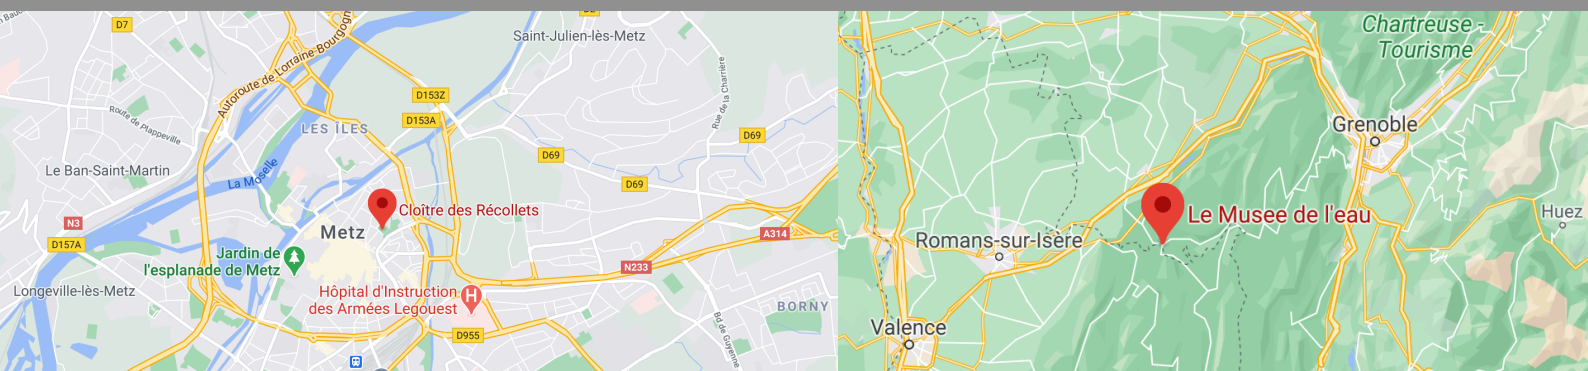 D7
D2
Saint-Julien-lès-Metz
Autoroute de Lorraine-Bourgogn
D153Z
D153A
Route de Plappeville
LES ÎLES
Rue de la Charrière
D69
D69
D69
Le Ban-Saint-Martin
La Moselle
N3
D157A
Cloître des Récollets
Metz
Jardin de
l'esplanade de Metz
A314
N233
Longeville-lès-Metz
Hôpital d'Instruction
des Armées Legouest
BORNY
D955
Bd de Guyenne
Chartreuse -
Tourisme
Grenoble
Le Musee de l'eau
Huez
Romans-sur-Isère
Valence